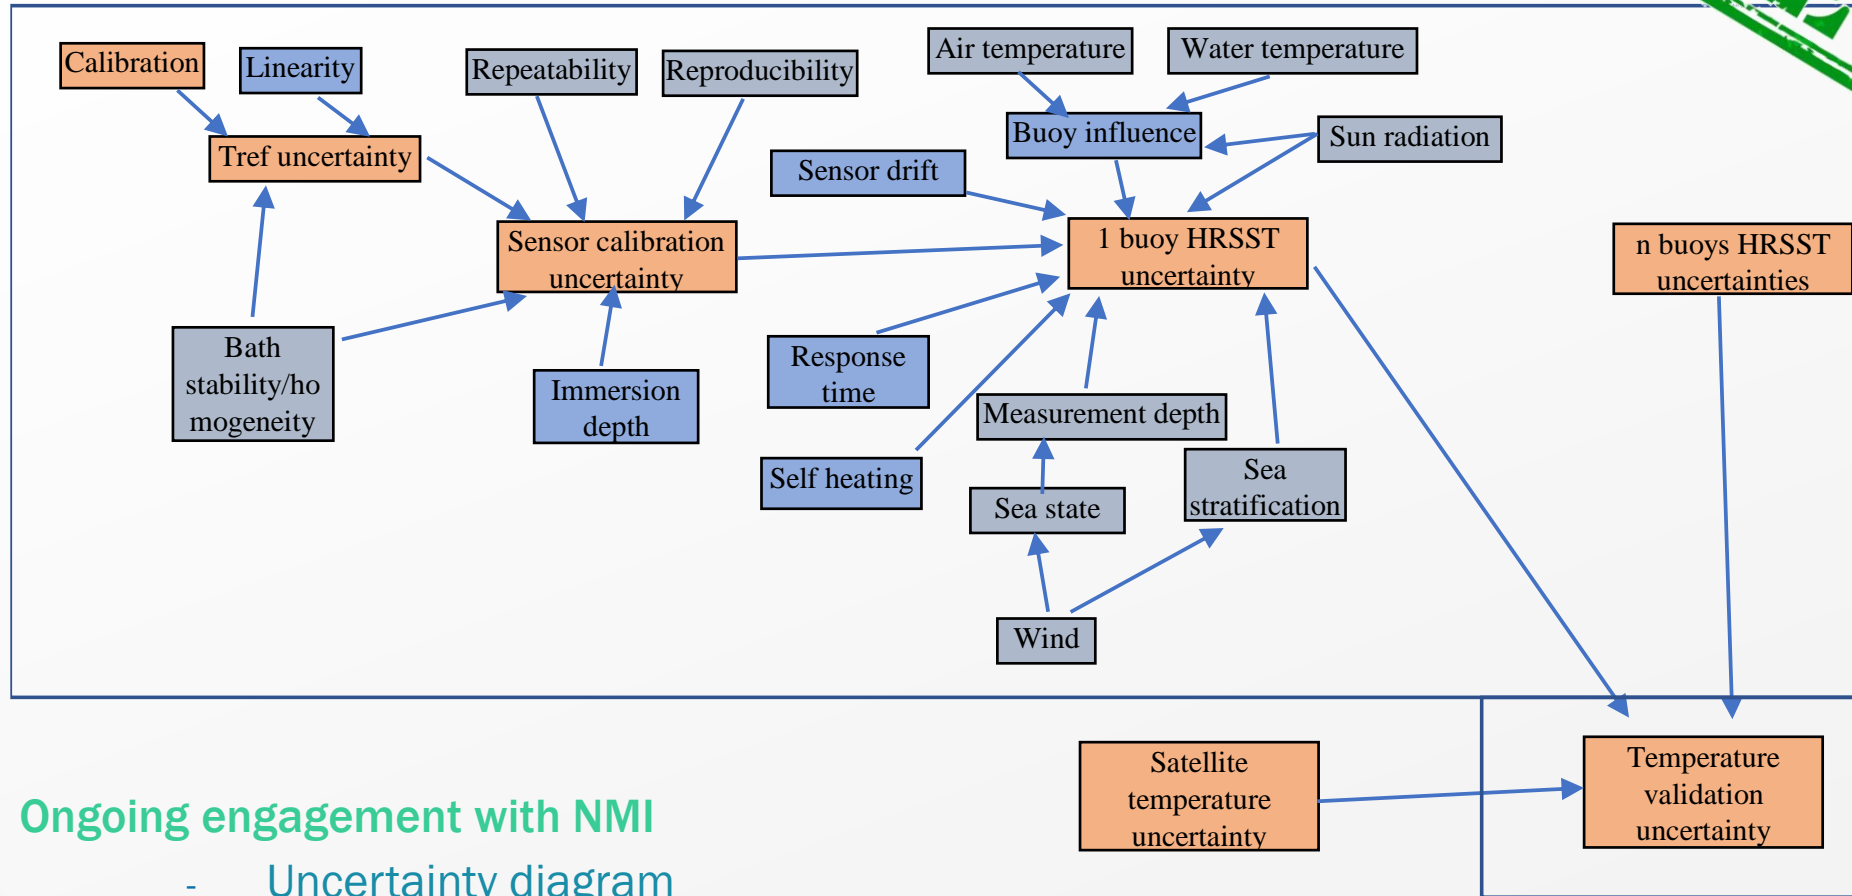 Calibration
Linearity
Repeatability
Reproducibility
Air temperature
Water temperature
Tref uncertainty
Buoy influence
Sun radiation
Sensor drift
Sensor calibration
uncertainty
1 buoy HRSST
uncertainty
n buoys HRSST
uncertainties
Bath
stability/ho
mogeneity
Immersion
depth
Response
time
Measurement depth
Self heating
Sea state
Sea
stratification
Wind
Satellite
temperature
uncertainty
Temperature
validation
uncertainty
Ongoing engagement with NMI
- Uncertainty diagram